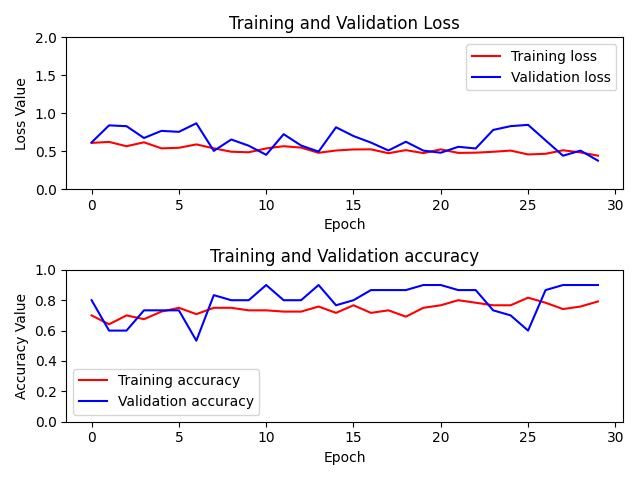 Training and Validation Loss
2.0
1.5
1.0
0.5
0.0
Loss Value
Training loss
Validation loss
0 5 10 15 20 25 30
Epoch
Training and Validation accuracy
1.0
0.8
0.6
0.4
0.2
0.0
Accuracy Value
Training accuracy
Validation accuracy
0 5 10 15 20 25 30
Epoch